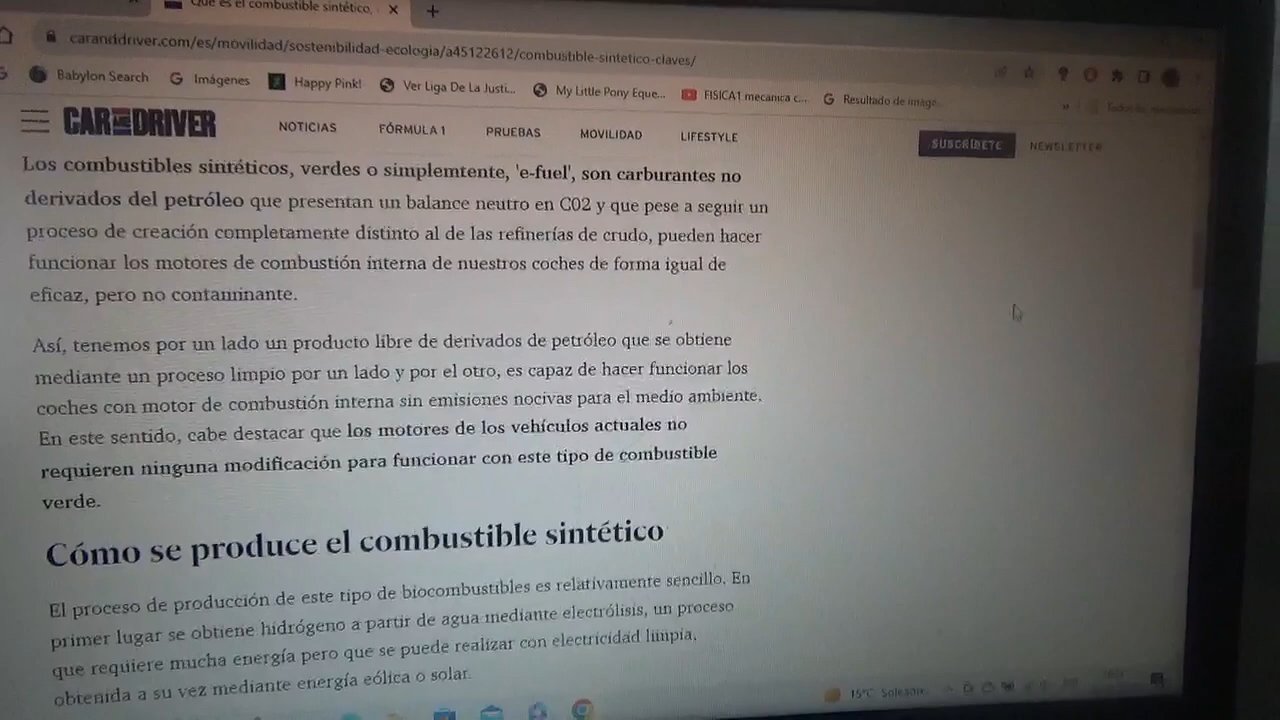 Qué es el combustible sintético,
caranddriver.com/es/movilidad/sostenibilidad-ecologia/a45122612/combustible-sintetico-claves/
Babylon Search
Imágenes
Happy Pink!
Ver Liga De La Justi...
My Little Pony Eque...
FISICA1 mecanica c...
Resultado de image...
CAR AND DRIVER
NOTICIAS
FÓRMULA 1
PRUEBAS
MOVILIDAD
LIFESTYLE
SUSCRÍBETE
NEWSLETTER
Los combustibles sintéticos, verdes o simplemtente, 'e-fuel', son carburantes no
derivados del petróleo que presentan un balance neutro en C02 y que pese a seguir un
proceso de creación completamente distinto al de las refinerías de crudo, pueden hacer
funcionar los motores de combustión interna de nuestros coches de forma igual de
eficaz, pero no contaminante.
Así, tenemos por un lado un producto libre de derivados de petróleo que se obtiene
mediante un proceso limpio por un lado y por el otro, es capaz de hacer funcionar los
coches con motor de combustión interna sin emisiones nocivas para el medio ambiente.
En este sentido, cabe destacar que los motores de los vehículos actuales no
requieren ninguna modificación para funcionar con este tipo de combustible
verde.
Cómo se produce el combustible sintético
El proceso de producción de este tipo de biocombustibles es relativamente sencillo. En
primer lugar se obtiene hidrógeno a partir de agua mediante electrólisis, un proceso
que requiere mucha energía pero que se puede realizar con electricidad limpia,
obtenida a su vez mediante energía eólica o solar.
15°C Soleado